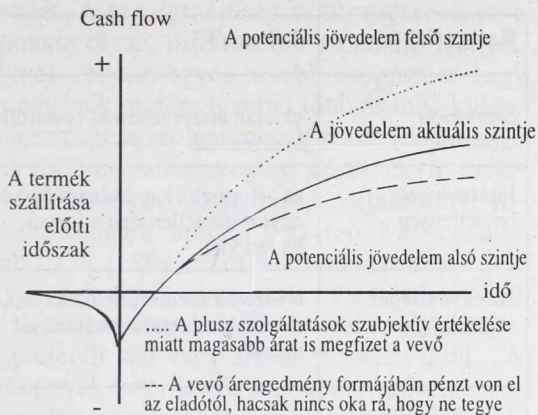 Cash flow
A potenciális jövedelem felső szintje
+
A jövedelem aktuális szintje
A termék
szállítása
előtti
időszak
A potenciális jövedelem alsó szintje
idő
..... A plusz szolgáltatások szubjektív értékelése
miatt magasabb árat is megfizet a vevő
--- A vevő árengedmény formájában pénzt von el
az eladótól, hacsak nincs oka rá, hogy ne tegye
-